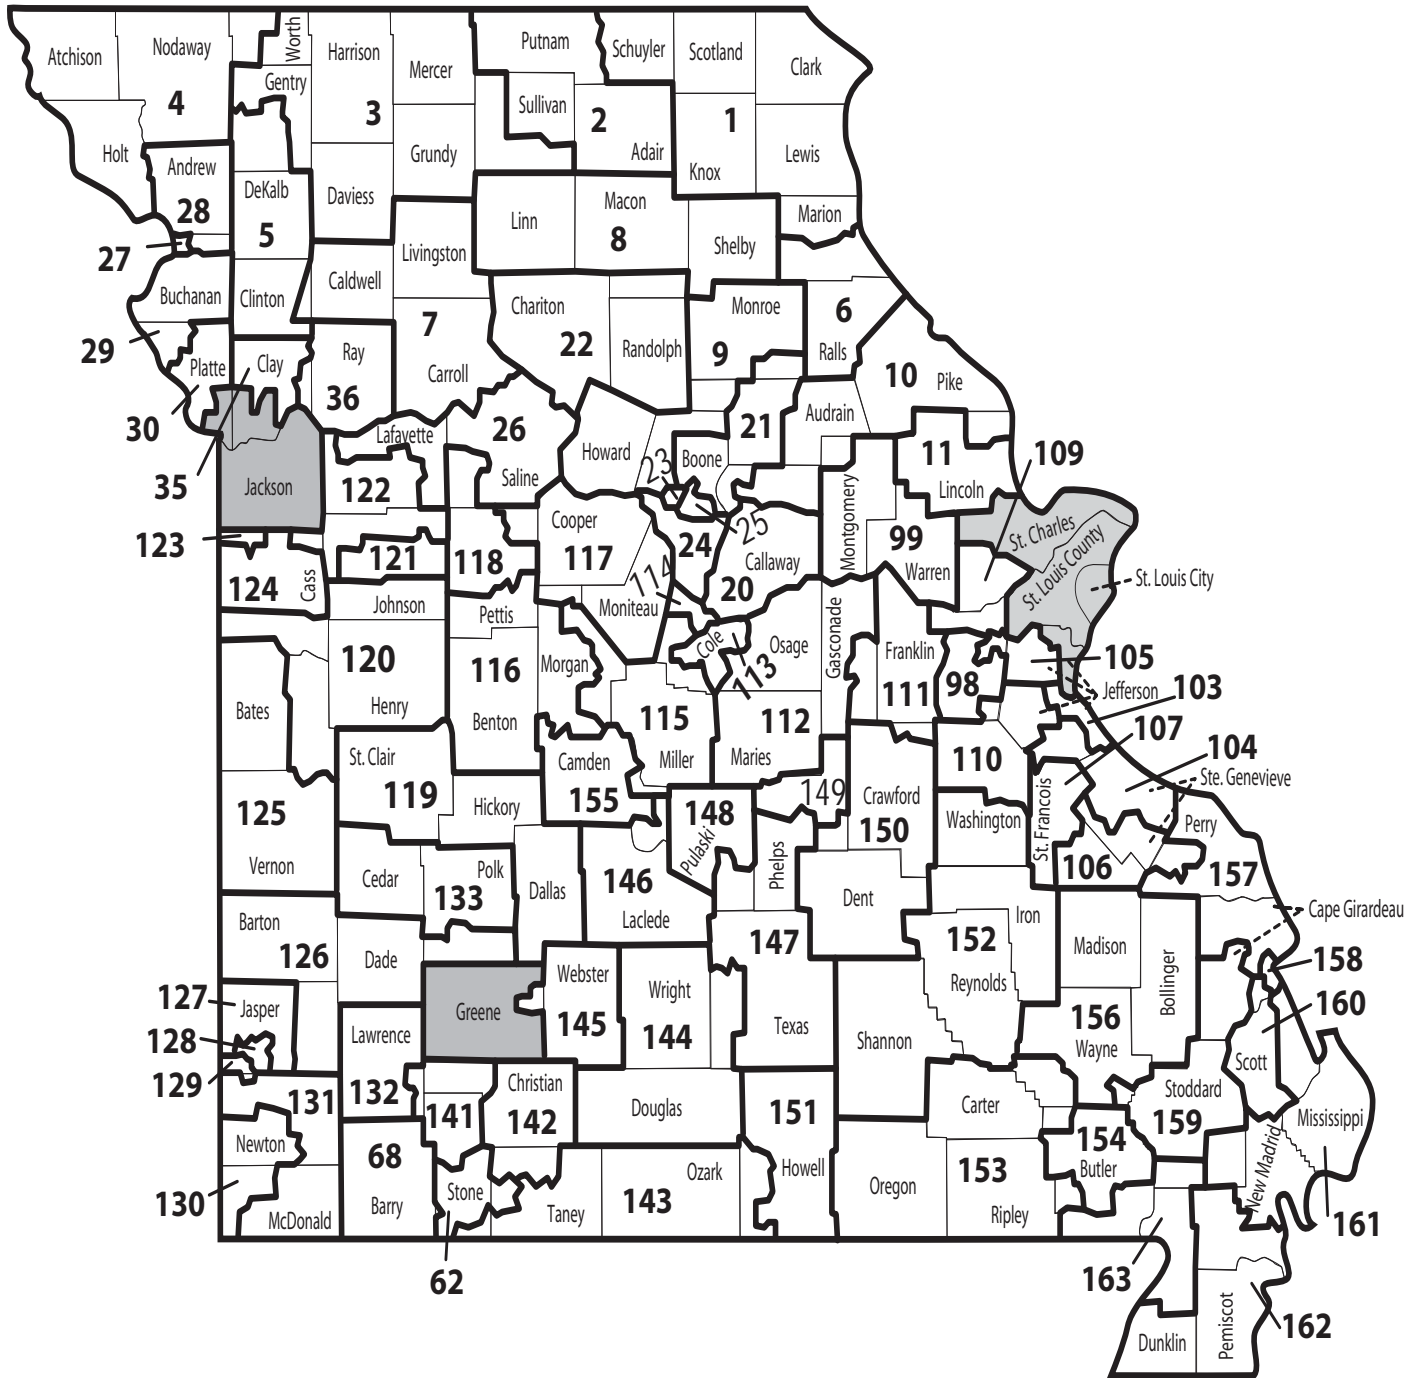 Atchison
Nodaway
Worth
Harrison
Mercer
Putnam
Schuyler
Scotland
Clark
Gentry
4
3
Sullivan
2
1
Holt
Andrew
Grundy
Adair
Knox
Lewis
DeKalb
Daviess
Macon
Linn
Marion
28
5
8
Shelby
27
Livingston
Caldwell
Buchanan
Clinton
Chariton
Monroe
6
7
22
29
Platte
Clay
Ray
Randolph
9
Ralls
Carroll
10
Pike
36
30
Audrain
26
21
Lafayette
Howard
23
Boone
11
109
35
Jackson
122
Saline
Lincoln
123
Cooper
25
Montgomery
St. Charles
121
118
117
24
Callaway
99
St. Louis County
124
Cass
114
20
Warren
St. Louis City
Johnson
Moniteau
Pettis
Gasconade
Cole
Osage
120
116
Morgan
113
Franklin
98
105
111
Jefferson
103
Bates
Henry
Benton
115
112
107
St. Clair
Camden
Miller
Maries
110
104
Ste. Genevieve
119
Hickory
155
148
149
Crawford
125
150
Washington
St. Francois
Perry
Pulaski
Phelps
Vernon
Cedar
Polk
133
Dallas
146
Dent
106
157
Barton
Laclede
Iron
Cape Girardeau
126
Dade
147
152
Madison
Bollinger
158
127
Jasper
Greene
Webster
Wright
Reynolds
160
128
Lawrence
145
144
Texas
Shannon
156
Wayne
Scott
129
131
132
Christian
141
142
Douglas
151
Carter
Stoddard
159
Mississippi
Newton
68
154
New Madrid
130
Stone
Ozark
Howell
Oregon
153
Butler
McDonald
Barry
Taney
143
Ripley
161
62
163
162
Dunklin
Pemiscot